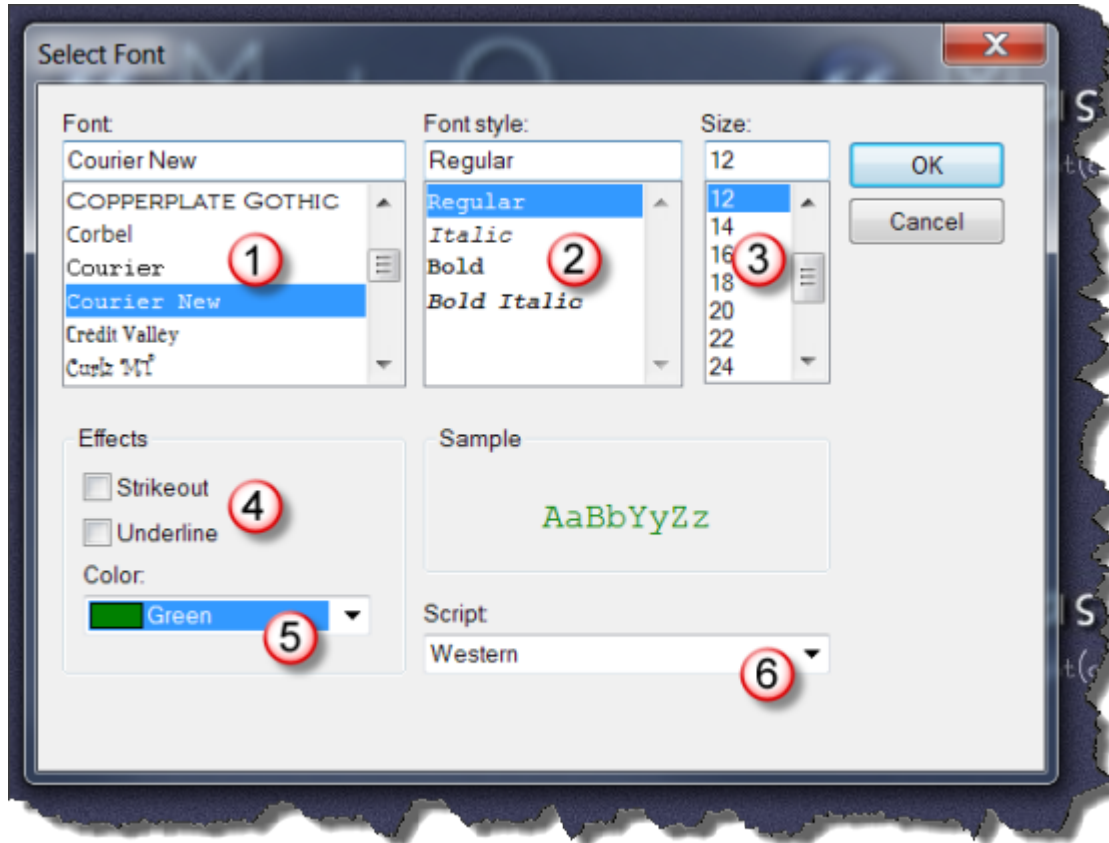 Select Font
Font:
Courier New
COPPERPLATE GOTHIC
Corbel
Courier
Courier New
Credit Valley
1
Font style:
Regular
Regular
Italic
Bold
Bold Italic
2
Size:
12
12
14
16
18
20
22
24
3
OK
Cancel
Effects
Strikeout
Underline
4
Color:
Green
5
Sample
AaBbYyZz
Script:
Western
6